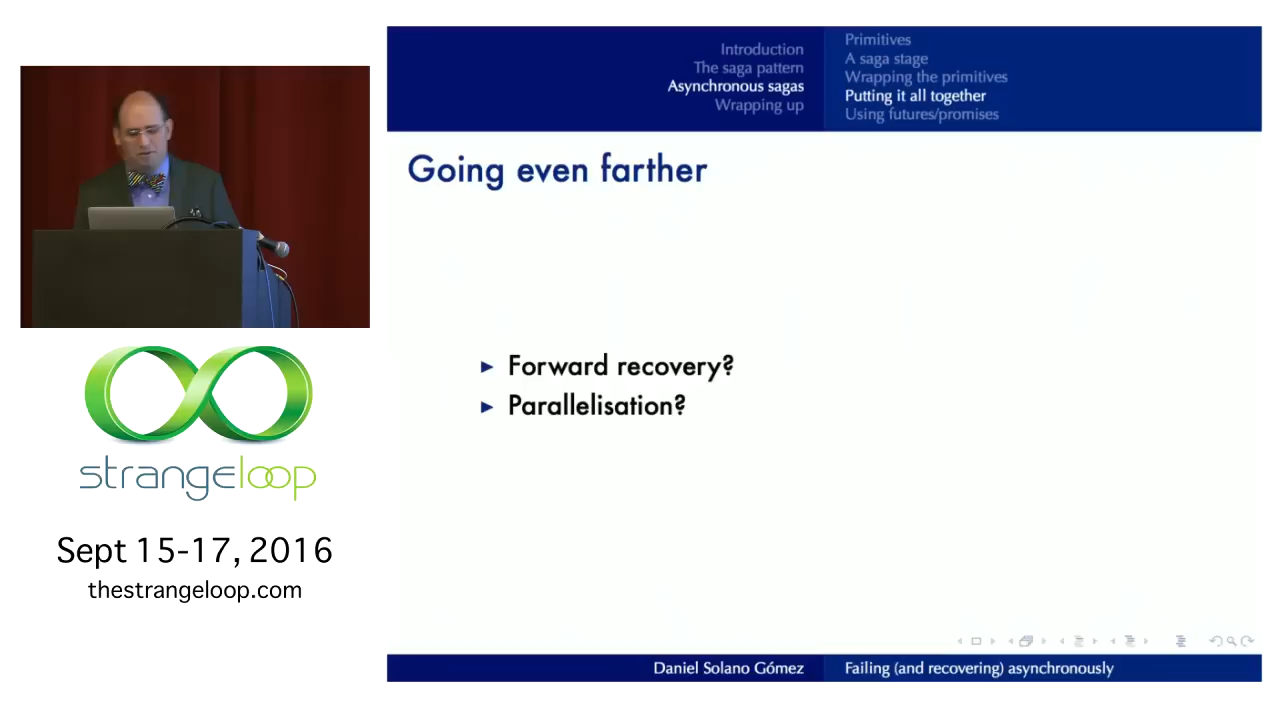 strangeloop
Sept 15-17, 2016
thestrangeloop.com
Introduction
The saga pattern
Asynchronous sagas
Wrapping up
Primitives
A saga stage
Wrapping the primitives
Putting it all together
Using futures/promises
Going even farther
Forward recovery?
Parallelisation?
Daniel Solano Gómez
Failing (and recovering) asynchronously